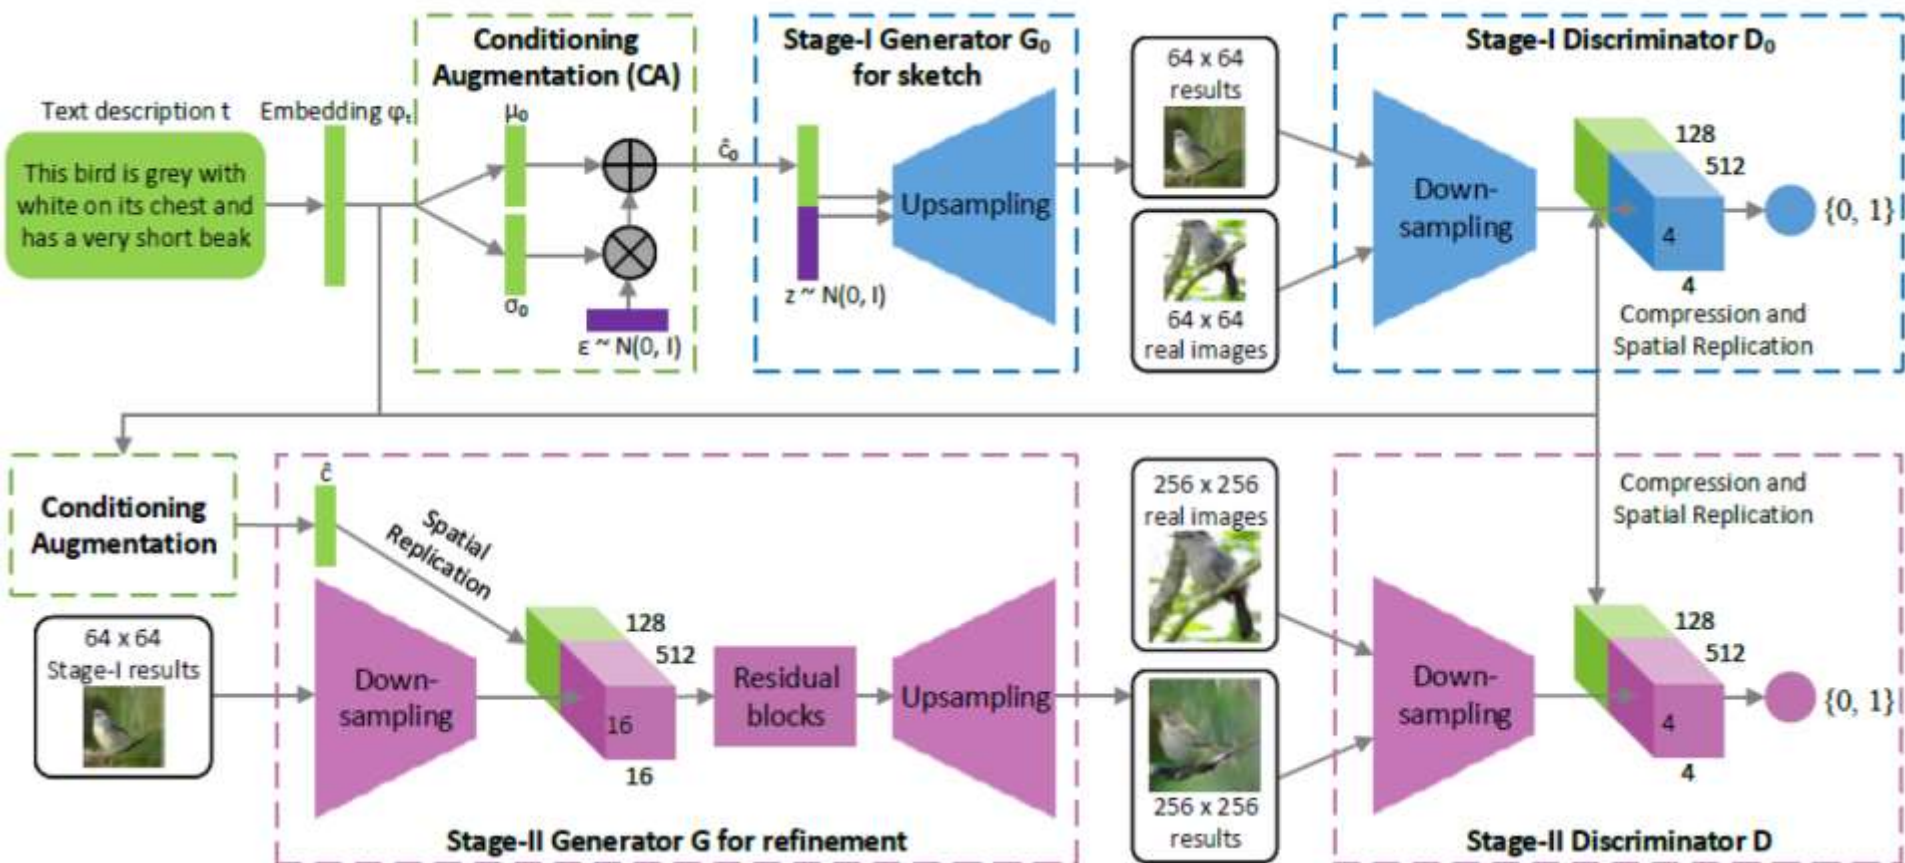 Text description t
This bird is grey with
white on its chest and
has a very short beak
Embedding φₜ
Conditioning
Augmentation (CA)
μ₀
σ₀
ε ~ N(0, I)
ĉ₀
Stage-I Generator G₀
for sketch
z ~ N(0, I)
Upsampling
64 x 64
results
64 x 64
real images
Stage-I Discriminator D₀
Down-
sampling
128
512
4
4
{0, 1}
Compression and
Spatial Replication
Conditioning
Augmentation
64 x 64
Stage-I results
ĉ
Spatial
Replication
Down-
sampling
128
512
16
16
Residual
blocks
Upsampling
Stage-II Generator G for refinement
256 x 256
real images
256 x 256
results
Compression and
Spatial Replication
Down-
sampling
128
512
4
4
{0, 1}
Stage-II Discriminator D